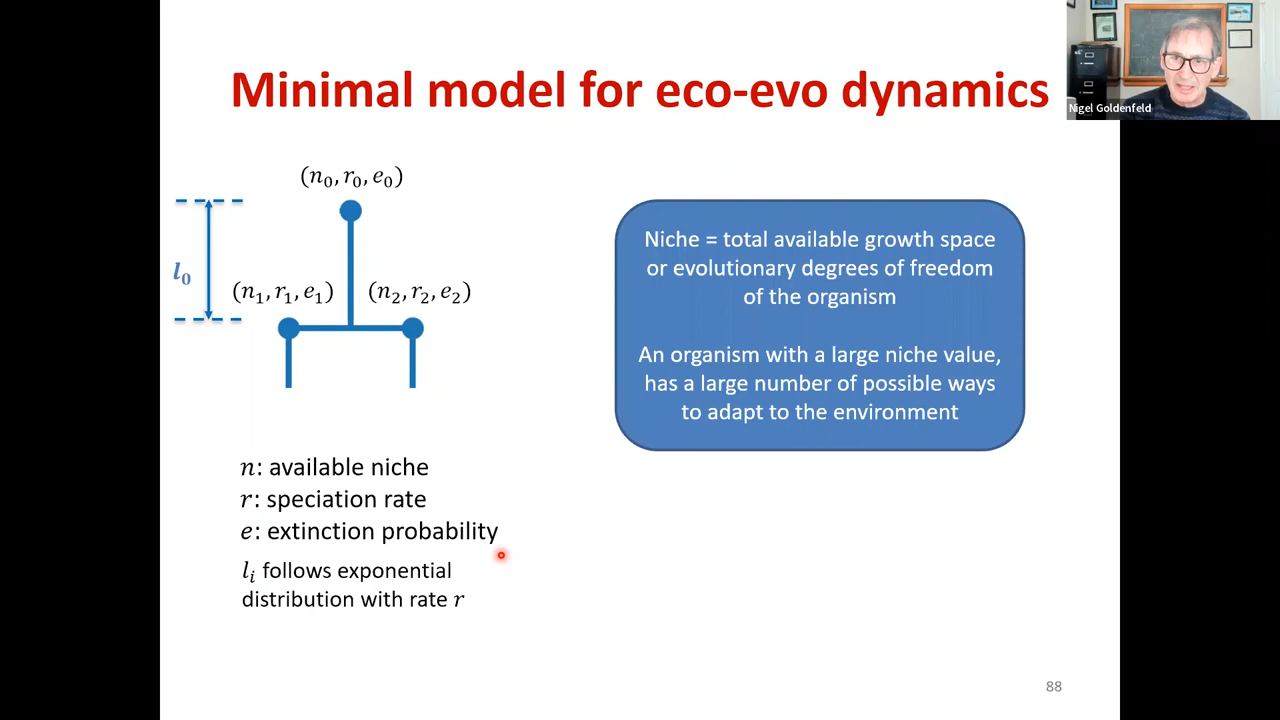 Minimal model for eco-evo dynamics
Nigel Goldenfeld
(n₀, r₀, e₀)
l₀
(n₁, r₁, e₁) (n₂, r₂, e₂)
Niche = total available growth space
or evolutionary degrees of freedom
of the organism
An organism with a large niche value,
has a large number of possible ways
to adapt to the environment
n: available niche
r: speciation rate
e: extinction probability
lᵢ follows exponential
distribution with rate r
88